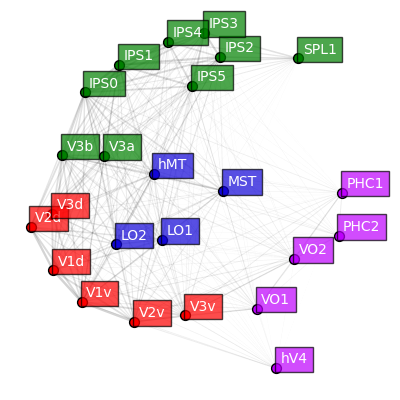 IPS3
IPS4
IPS2
SPL1
IPS1
IPS5
IPS0
V3b
V3a
hMT
MST
PHC1
V3d
V2d
PHC2
LO1
LO2
VO2
V1d
V1v
VO1
V3v
V2v
hV4